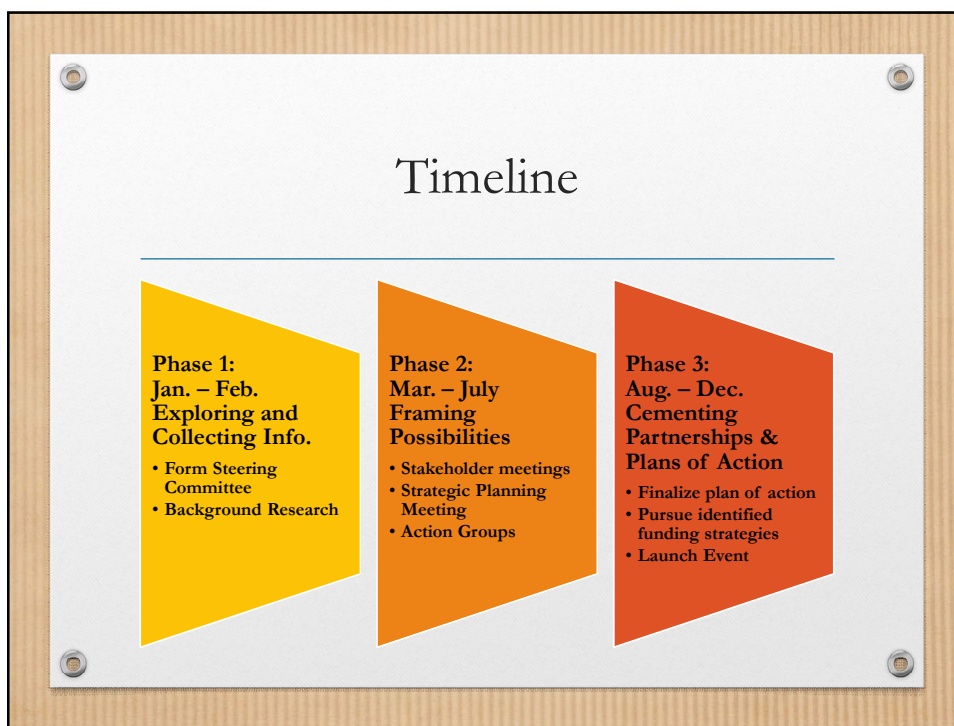 Timeline
Phase 1:
Jan. – Feb.
Exploring and
Collecting Info.
• Form Steering
Committee
• Background Research
Phase 2:
Mar. – July
Framing
Possibilities
• Stakeholder meetings
• Strategic Planning
Meeting
• Action Groups
Phase 3:
Aug. – Dec.
Cementing
Partnerships &
Plans of Action
• Finalize plan of action
• Pursue identified
funding strategies
• Launch Event